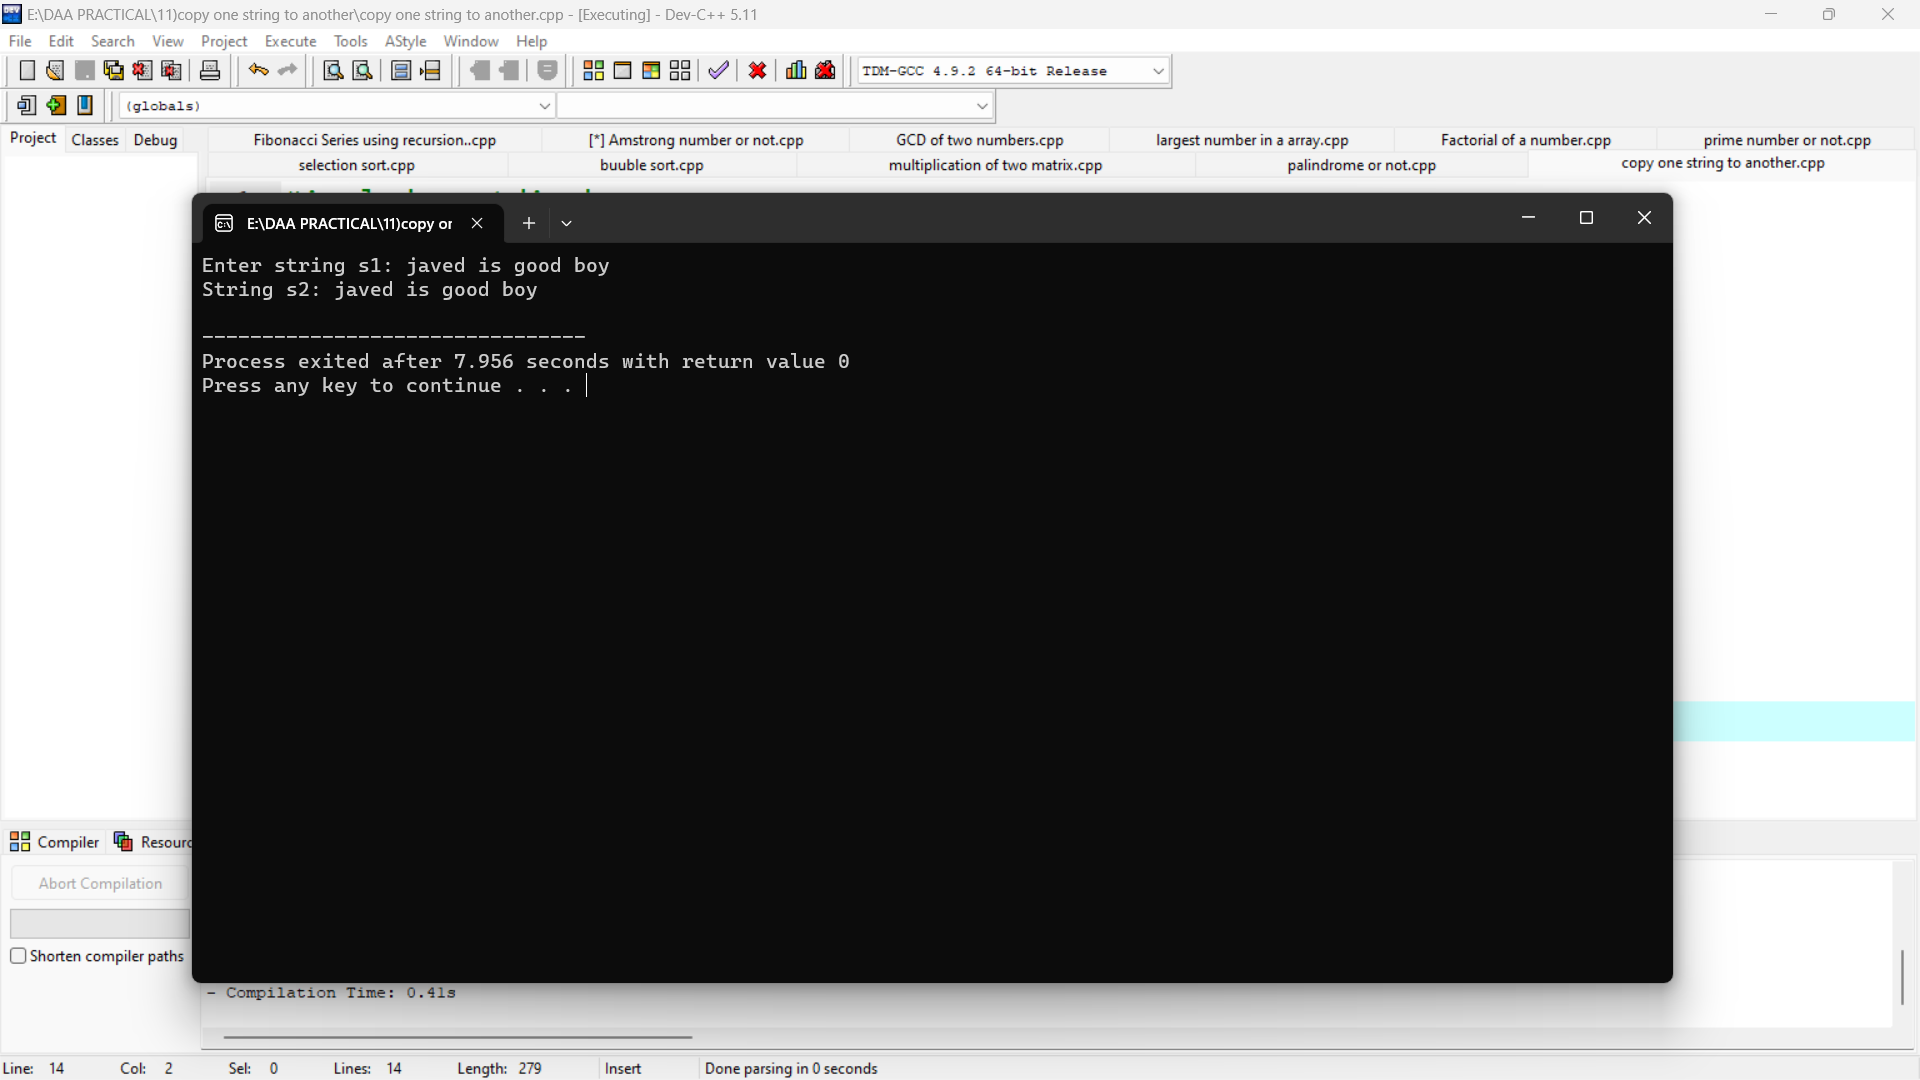 E:\DAA PRACTICAL\11)copy one string to another\copy one string to another.cpp - [Executing] - Dev-C++ 5.11
File Edit Search View Project Execute Tools AStyle Window Help
TDM-GCC 4.9.2 64-bit Release
(globals)
Project Classes Debug
Fibonacci Series using recursion..cpp [*] Amstrong number or not.cpp GCD of two numbers.cpp largest number in a array.cpp Factorial of a number.cpp prime number or not.cpp
selection sort.cpp buuble sort.cpp multiplication of two matrix.cpp palindrome or not.cpp copy one string to another.cpp
E:\DAA PRACTICAL\11)copy or
Enter string s1: javed is good boy
String s2: javed is good boy
--------------------------------
Process exited after 7.956 seconds with return value 0
Press any key to continue . . .
Compiler Resourc
Abort Compilation
Shorten compiler paths
- Compilation Time: 0.41s
Line: 14 Col: 2 Sel: 0 Lines: 14 Length: 279 Insert Done parsing in 0 seconds